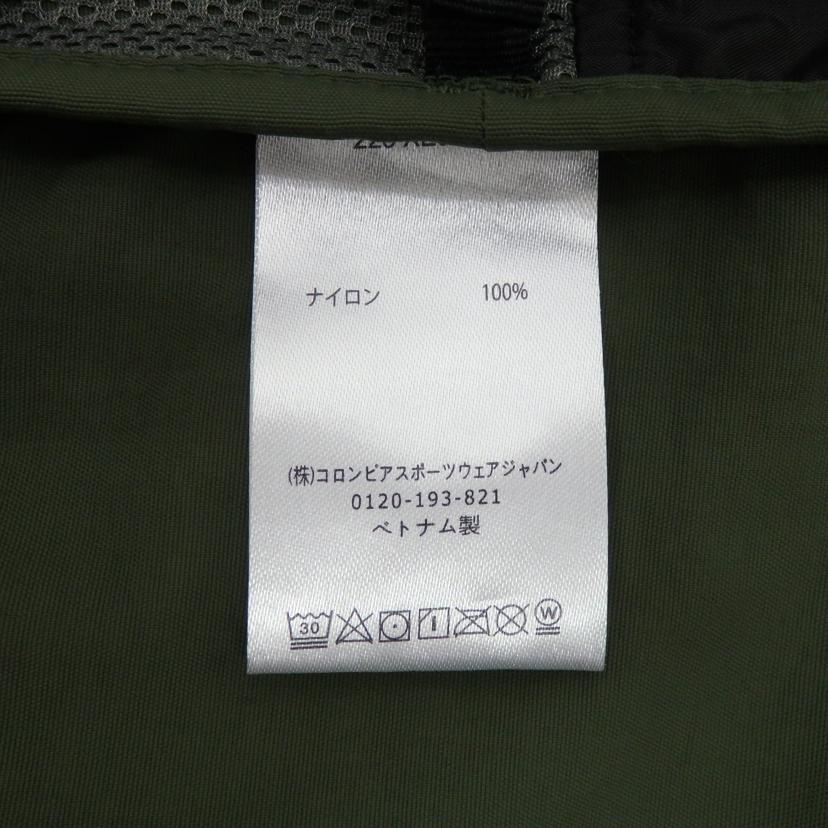 ナイロン 100%
(株)コロンビアスポーツウェアジャパン
0120-193-821
ベトナム製
30 W